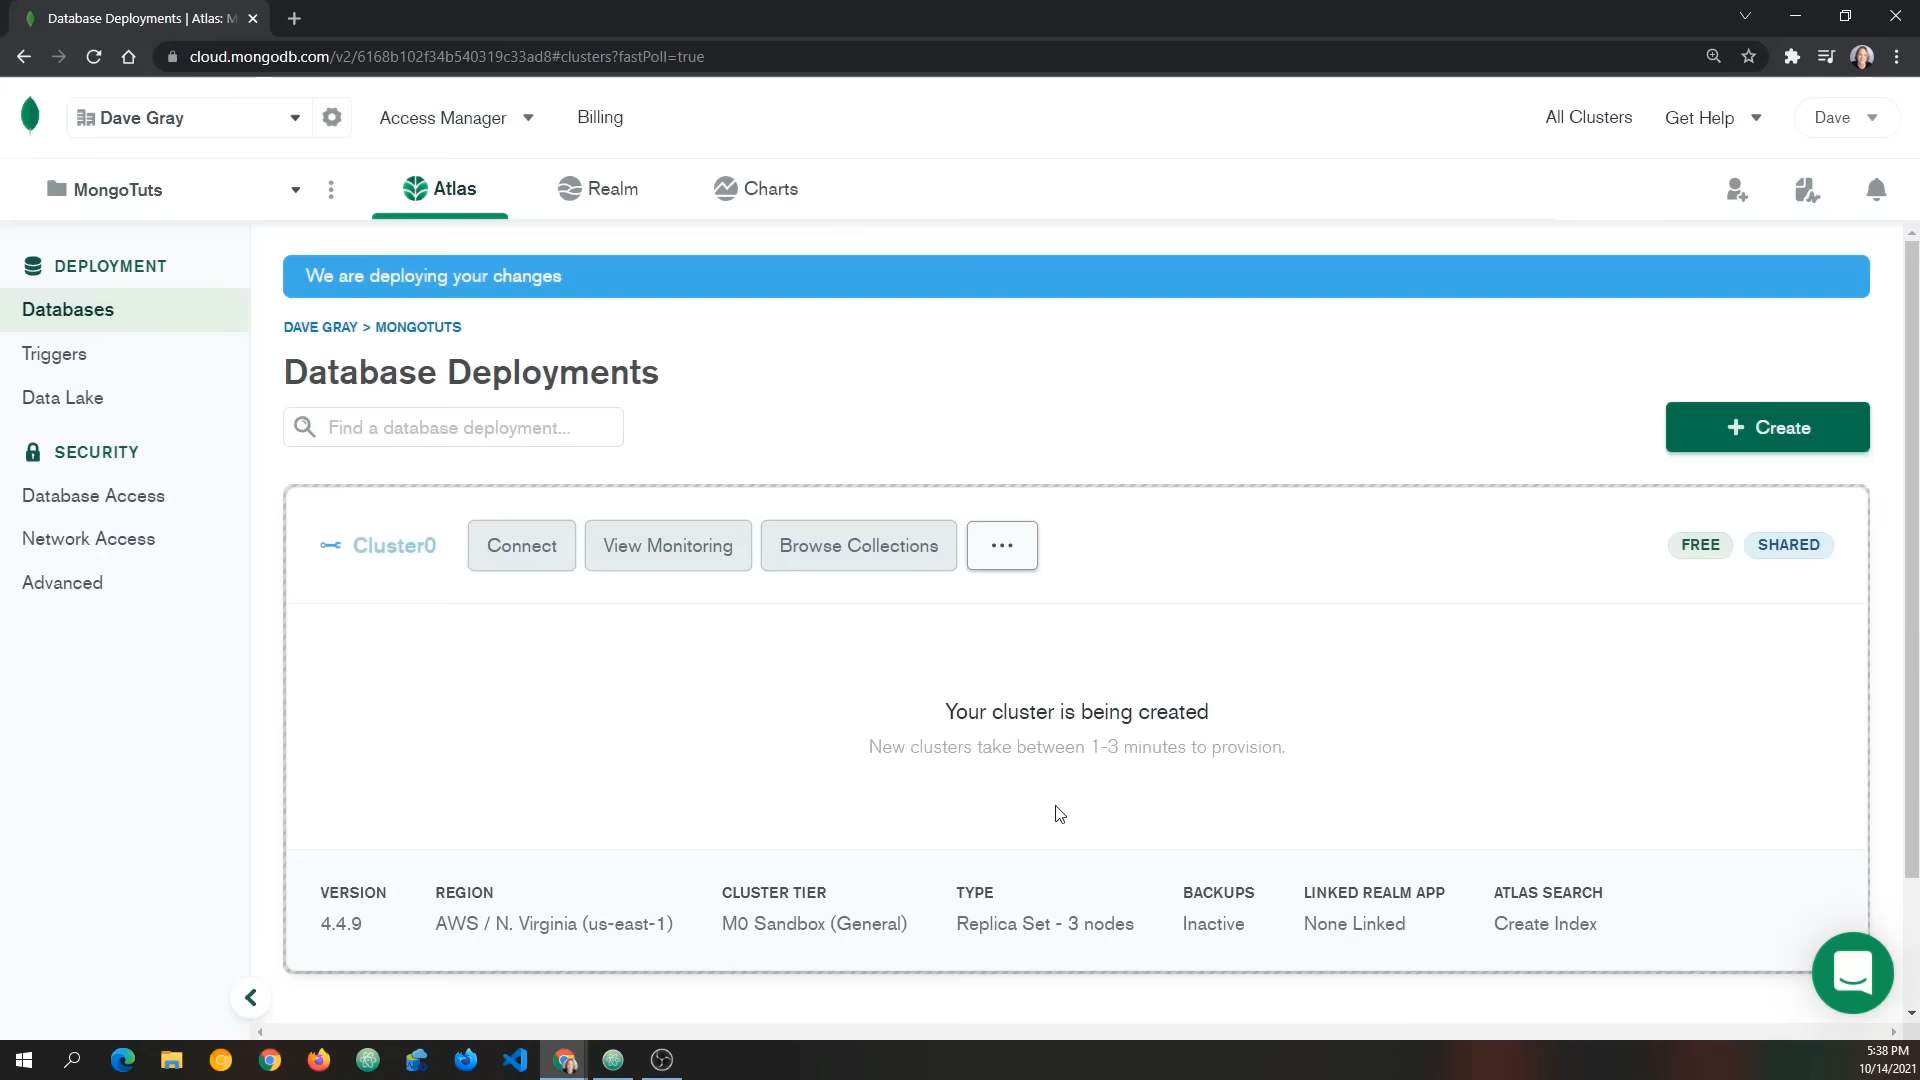 Database Deployments | Atlas: M
cloud.mongodb.com/v2/6168b102f34b540319c33ad8#clusters?fastPoll=true
Dave Gray
Access Manager
Billing
All Clusters
Get Help
Dave
MongoTuts
Atlas
Realm
Charts
DEPLOYMENT
Databases
Triggers
Data Lake
SECURITY
Database Access
Network Access
Advanced
We are deploying your changes
DAVE GRAY > MONGOTUTS
Database Deployments
Find a database deployment...
+ Create
Cluster0
Connect
View Monitoring
Browse Collections
...
FREE
SHARED
Your cluster is being created
New clusters take between 1-3 minutes to provision.
VERSION
4.4.9
REGION
AWS / N. Virginia (us-east-1)
CLUSTER TIER
M0 Sandbox (General)
TYPE
Replica Set - 3 nodes
BACKUPS
Inactive
LINKED REALM APP
None Linked
ATLAS SEARCH
Create Index
5:38 PM
10/14/2021